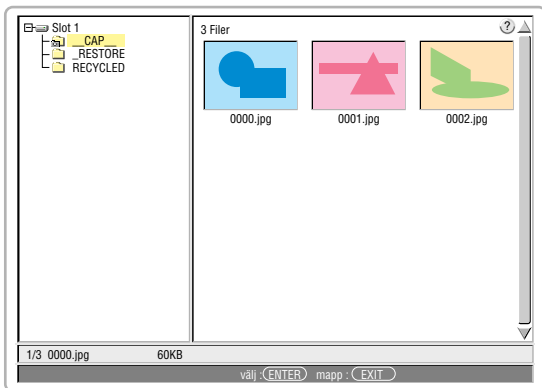 Slot 1
__CAP__
_RESTORE
RECYCLED
3 Filer
?
0000.jpg 0001.jpg 0002.jpg
1/3 0000.jpg 60KB
välj :ENTER mapp : EXIT